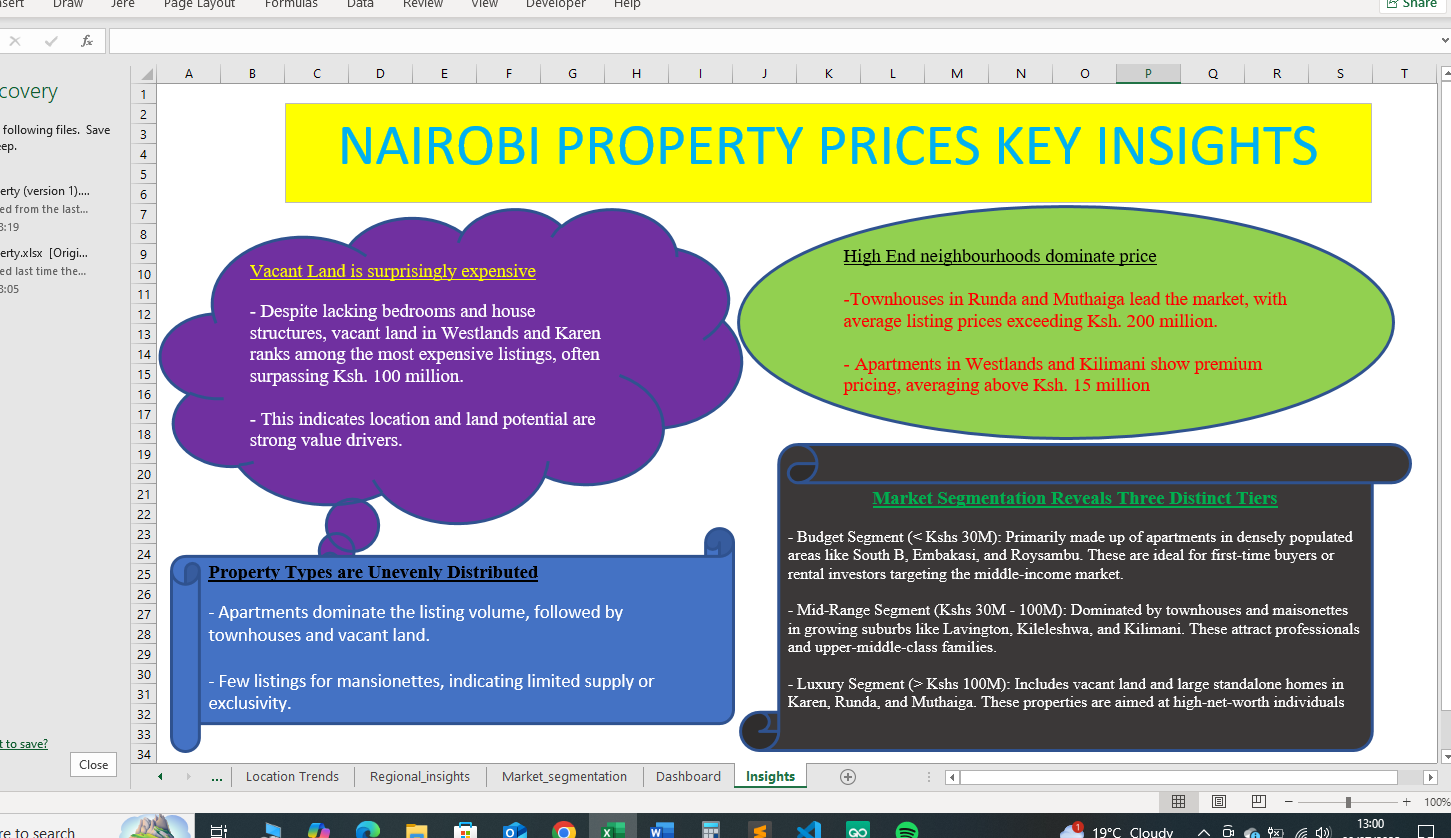 nsert Draw Jere Page Layout Formulas Data Review View Developer Help Share
fx
A B C D E F G H I J K L M N O P Q R S T
1
2
3
4
5
6
7
8
9
10
11
12
13
14
15
16
17
18
19
20
21
22
23
24
25
26
27
28
29
30
31
32
33
34
covery
following files. Save
eep.
erty (version 1)....
ed from the last...
8:19
erty.xlsx [Origi...
ed last time the...
8:05
t to save?
Close
NAIROBI PROPERTY PRICES KEY INSIGHTS
Vacant Land is surprisingly expensive
- Despite lacking bedrooms and house
structures, vacant land in Westlands and Karen
ranks among the most expensive listings, often
surpassing Ksh. 100 million.
- This indicates location and land potential are
strong value drivers.
High End neighbourhoods dominate price
-Townhouses in Runda and Muthaiga lead the market, with
average listing prices exceeding Ksh. 200 million.
- Apartments in Westlands and Kilimani show premium
pricing, averaging above Ksh. 15 million
Property Types are Unevenly Distributed
- Apartments dominate the listing volume, followed by
townhouses and vacant land.
- Few listings for mansionettes, indicating limited supply or
exclusivity.
Market Segmentation Reveals Three Distinct Tiers
- Budget Segment (< Kshs 30M): Primarily made up of apartments in densely populated
areas like South B, Embakasi, and Roysambu. These are ideal for first-time buyers or
rental investors targeting the middle-income market.
- Mid-Range Segment (Kshs 30M - 100M): Dominated by townhouses and maisonettes
in growing suburbs like Lavington, Kileleshwa, and Kilimani. These attract professionals
and upper-middle-class families.
- Luxury Segment (> Kshs 100M): Includes vacant land and large standalone homes in
Karen, Runda, and Muthaiga. These properties are aimed at high-net-worth individuals
... Location Trends Regional_insights Market_segmentation Dashboard Insights
100%
re to search
19°C Cloudy
13:00